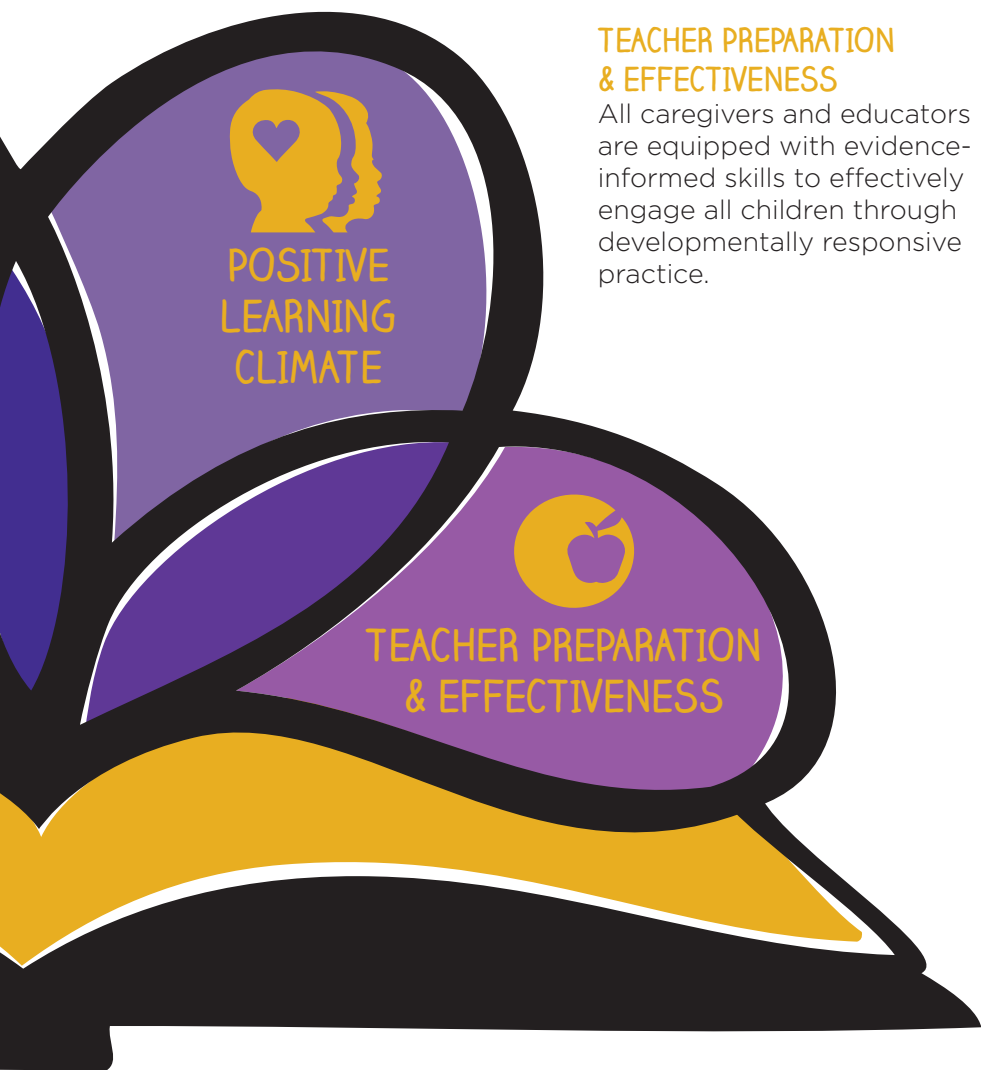 TEACHER PREPARATION
& EFFECTIVENESS
All caregivers and educators
are equipped with evidence-
informed skills to effectively
engage all children through
developmentally responsive
practice.
POSITIVE
LEARNING
CLIMATE
TEACHER PREPARATION
& EFFECTIVENESS